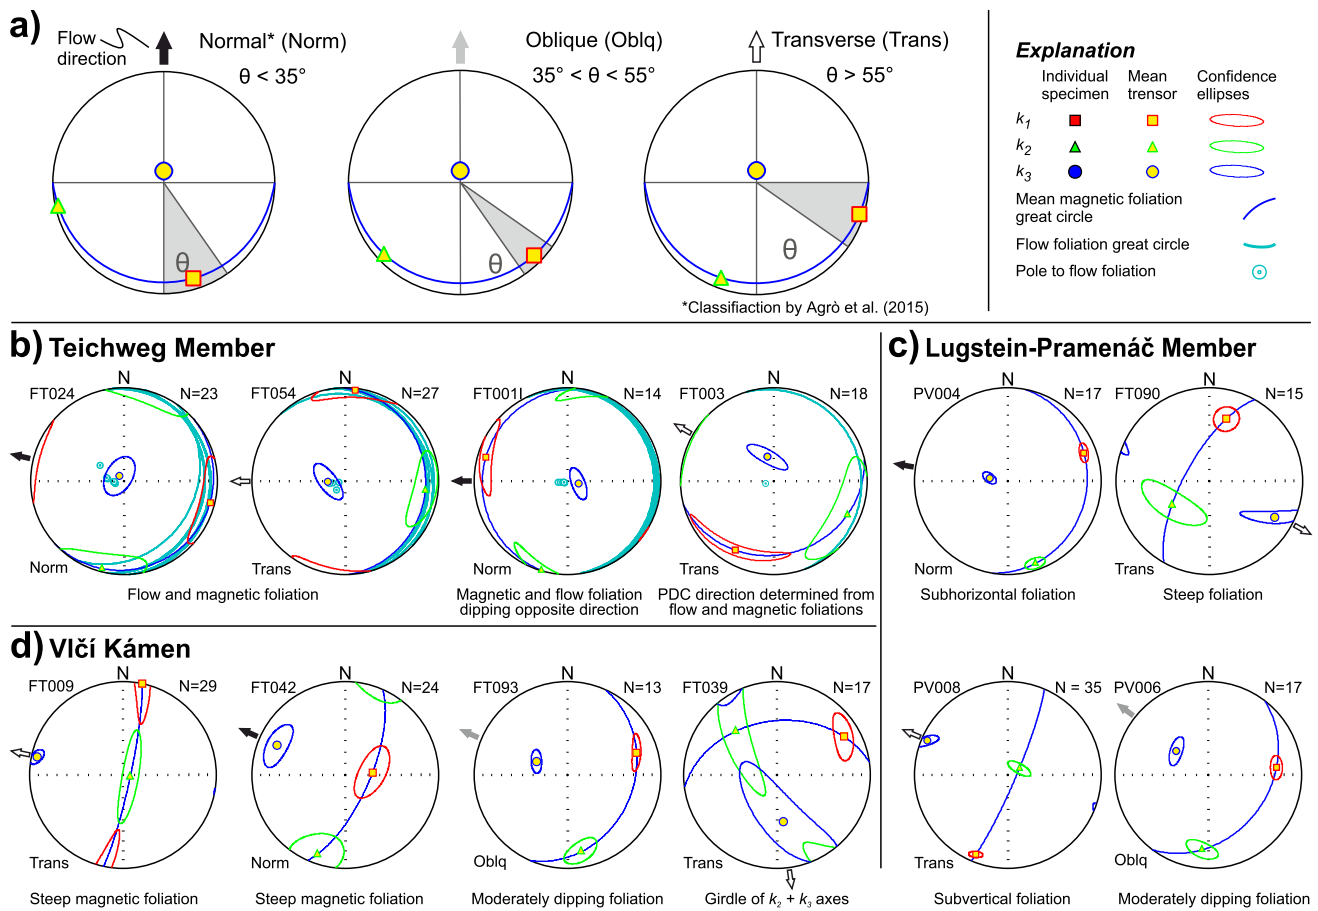 a)
Flow
direction
Normal* (Norm)
θ < 35°
Oblique (Oblq)
35° < θ < 55°
Transverse (Trans)
θ > 55°
θ
θ
θ
*Classifiaction by Agrò et al. (2015)
Explanation
Individual
specimen
Mean
trensor
Confidence
ellipses
k1
k2
k3
Mean magnetic foliation
great circle
Flow foliation great circle
Pole to flow foliation
b) Teichweg Member
FT024
N
N=23
Norm
FT054
N
N=27
Trans
Flow and magnetic foliation
FT001I
N
N=14
Norm
Magnetic and flow foliation
dipping opposite direction
FT003
N
N=18
Trans
PDC direction determined from
flow and magnetic foliations
c) Lugstein-Pramenáč Member
PV004
N
N=17
Subhorizontal foliation
FT090
N
N=15
Trans
Steep foliation
d) Vlčí Kámen
FT009
N
N=29
Trans
Steep magnetic foliation
FT042
N
N=24
Norm
Steep magnetic foliation
FT093
N
N=13
Oblq
Moderately dipping foliation
FT039
N
N=17
Trans
Girdle of k2 + k3 axes
PV008
N
N = 35
Trans
Subvertical foliation
PV006
N
N=17
Oblq
Moderately dipping foliation